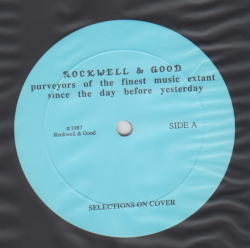 ROCKWELL & GOOD
purveyors of the finest music extant
since the day before yesterday
©1987
Rockwell & Good
SIDE A
SELECTIONS ON COVER